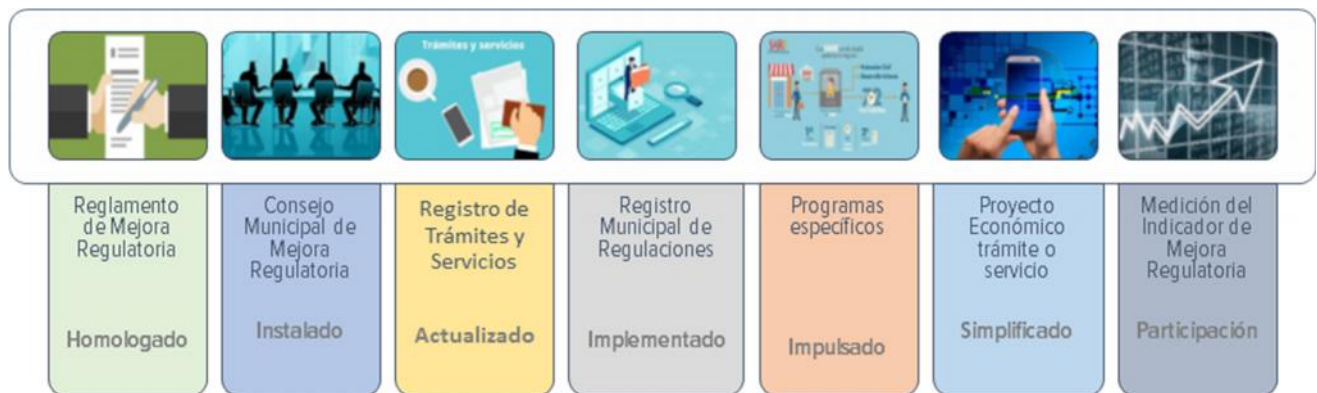 Trámites y servicios
Reglamento
de Mejora
Regulatoria
Homologado
Consejo
Municipal de
Mejora
Regulatoria
Instalado
Registro de
Trámites y
Servicios
Actualizado
Registro
Municipal de
Regulaciones
Implementado
Programas
específicos
Impulsado
Proyecto
Económico
trámite o
servicio
Simplificado
Medición del
Indicador de
Mejora
Regulatoria
Participación